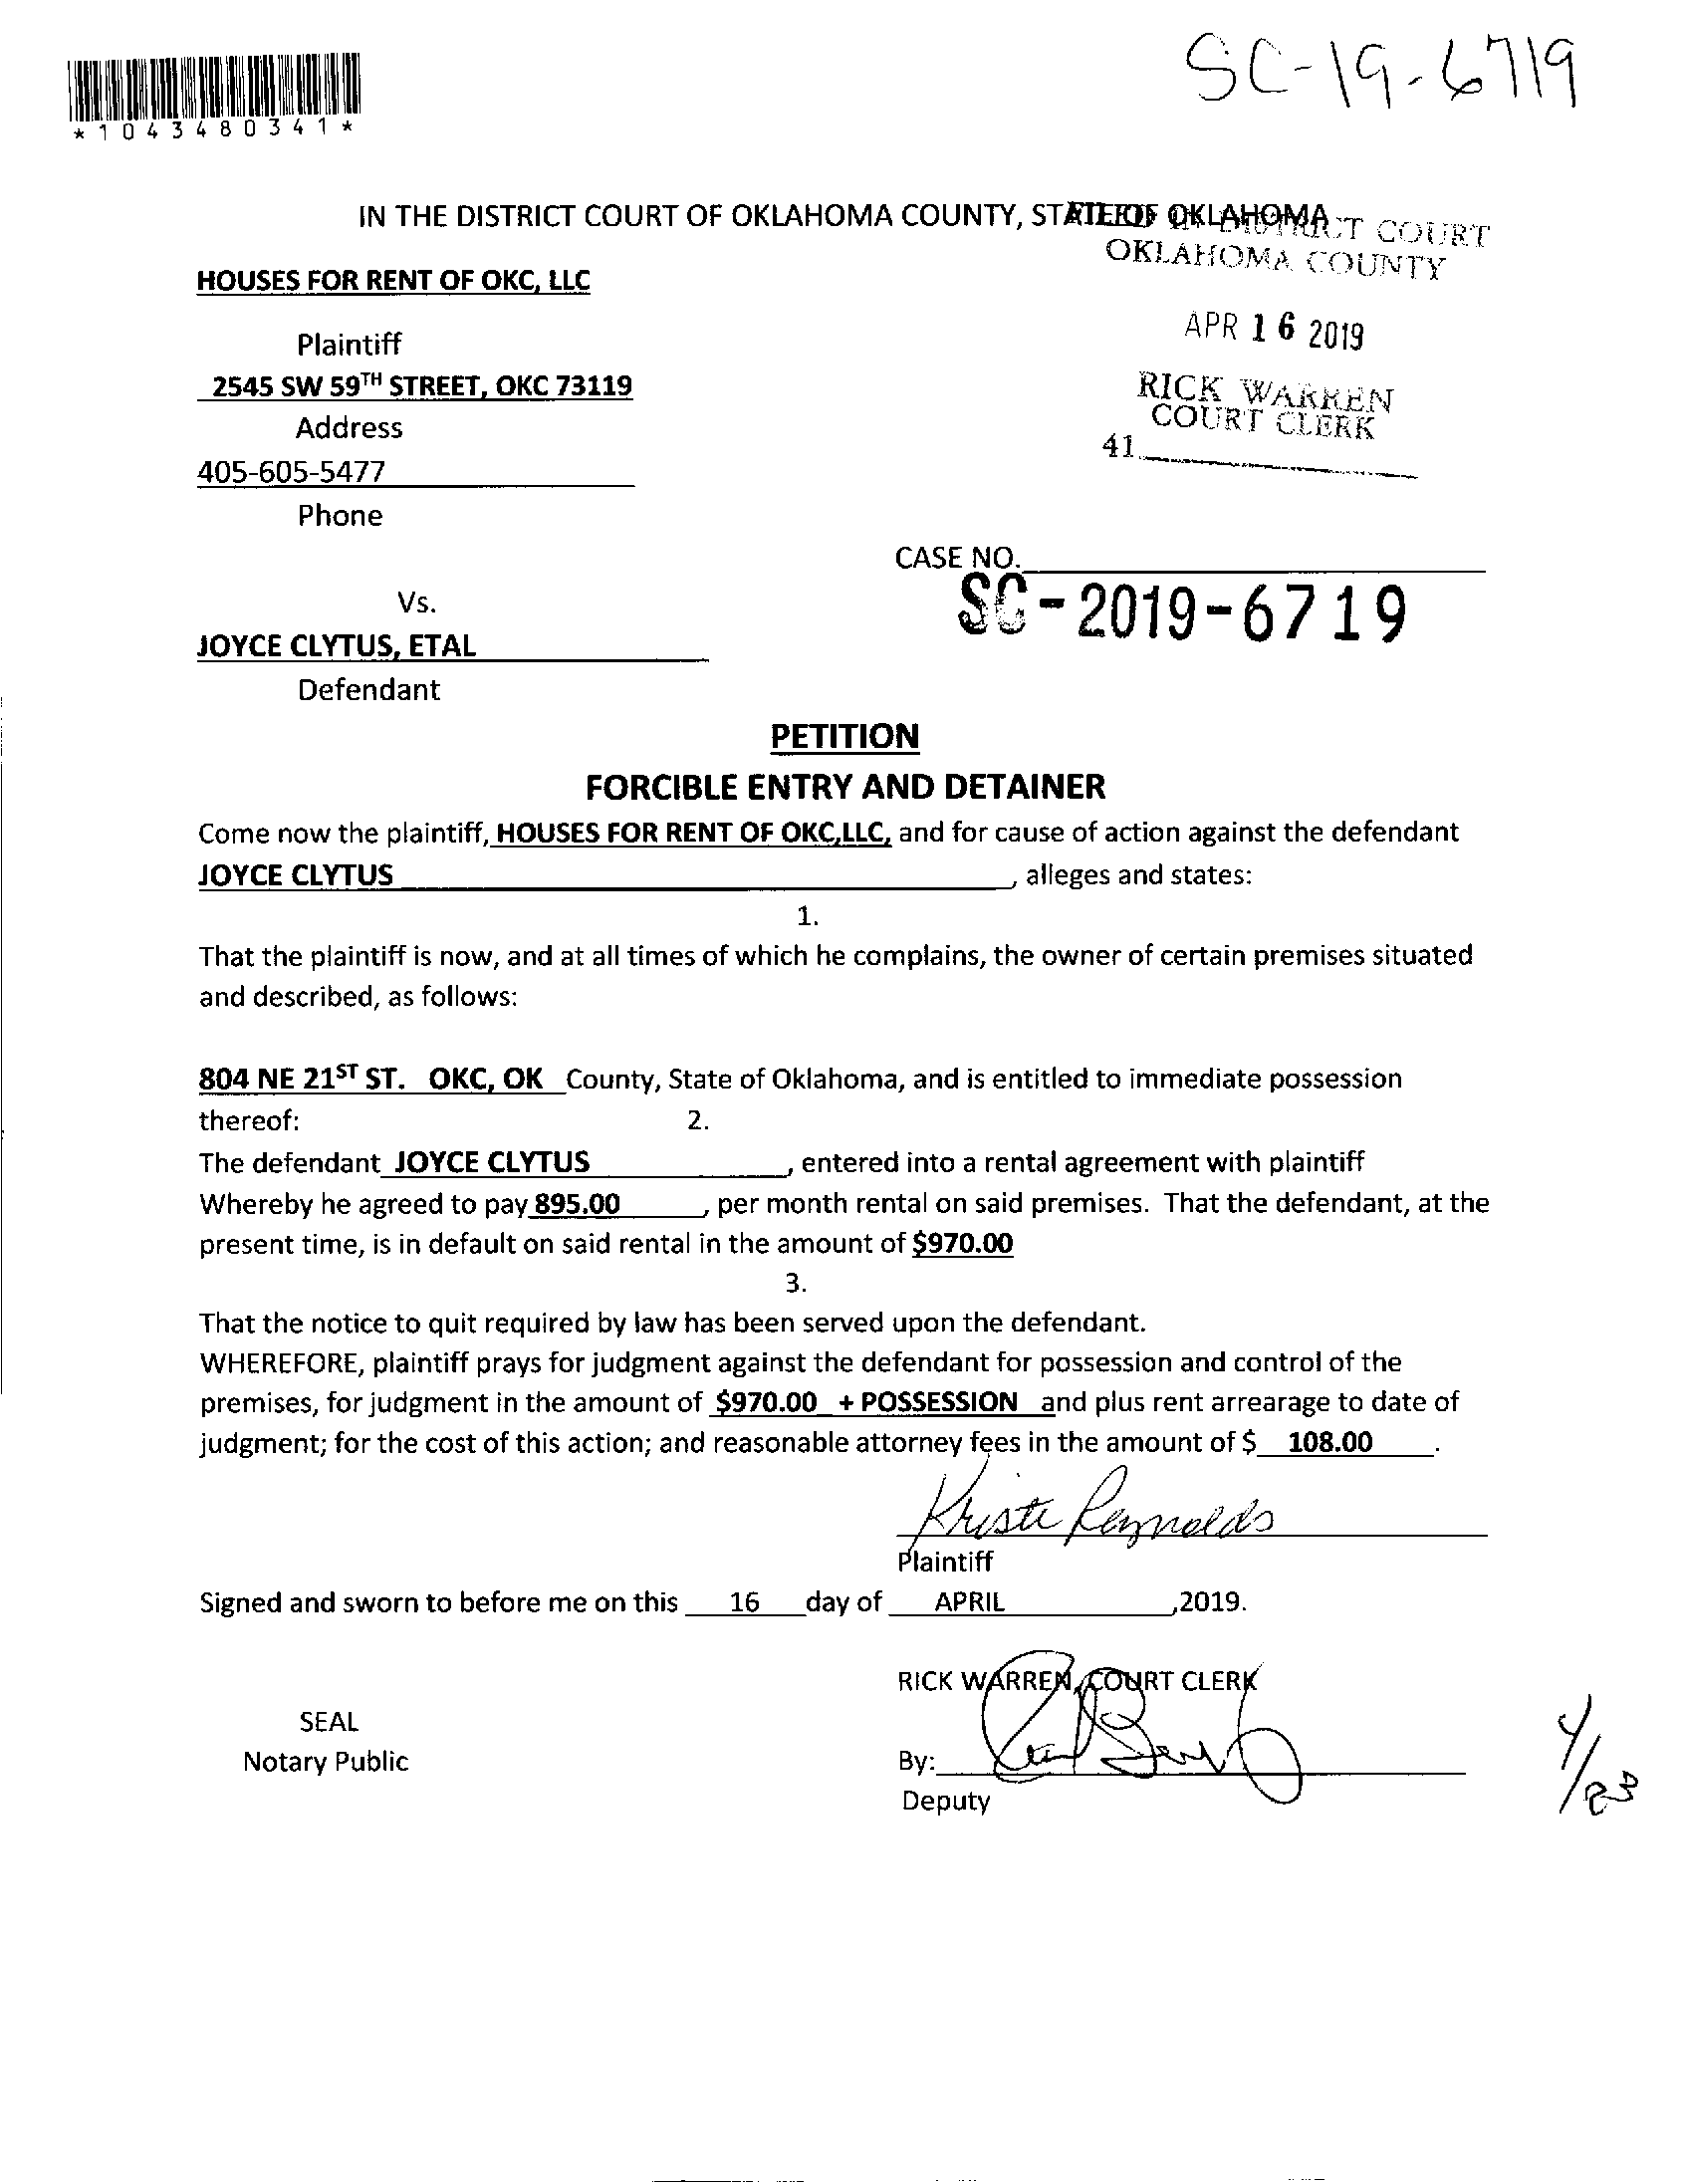 SC-19-6719
*1043480341*
IN THE DISTRICT COURT OF OKLAHOMA COUNTY, STATE OF OKLAHOMA
DISTRICT COURT
OKLAHOMA COUNTY
HOUSES FOR RENT OF OKC, LLC
APR 16 2019
Plaintiff
2545 SW 59TH STREET, OKC 73119
RICK WARREN
COURT CLERK
Address
41
405-605-5477
Phone
CASE NO.
SC-2019-6719
Vs.
JOYCE CLYTUS, ETAL
Defendant
PETITION
FORCIBLE ENTRY AND DETAINER
Come now the plaintiff, HOUSES FOR RENT OF OKC,LLC, and for cause of action against the defendant
JOYCE CLYTUS, alleges and states:
1.
That the plaintiff is now, and at all times of which he complains, the owner of certain premises situated
and described, as follows:
804 NE 21ST ST. OKC, OK County, State of Oklahoma, and is entitled to immediate possession
thereof: 2.
The defendant JOYCE CLYTUS, entered into a rental agreement with plaintiff
Whereby he agreed to pay 895.00, per month rental on said premises. That the defendant, at the
present time, is in default on said rental in the amount of $970.00
3.
That the notice to quit required by law has been served upon the defendant.
WHEREFORE, plaintiff prays for judgment against the defendant for possession and control of the
premises, for judgment in the amount of $970.00 + POSSESSION and plus rent arrearage to date of
judgment; for the cost of this action; and reasonable attorney fees in the amount of $ 108.00.
Kristi Reynolds
Plaintiff
Signed and sworn to before me on this 16 day of APRIL,2019.
RICK WARREN, COURT CLERK
SEAL
Notary Public
By:
Deputy
4/23